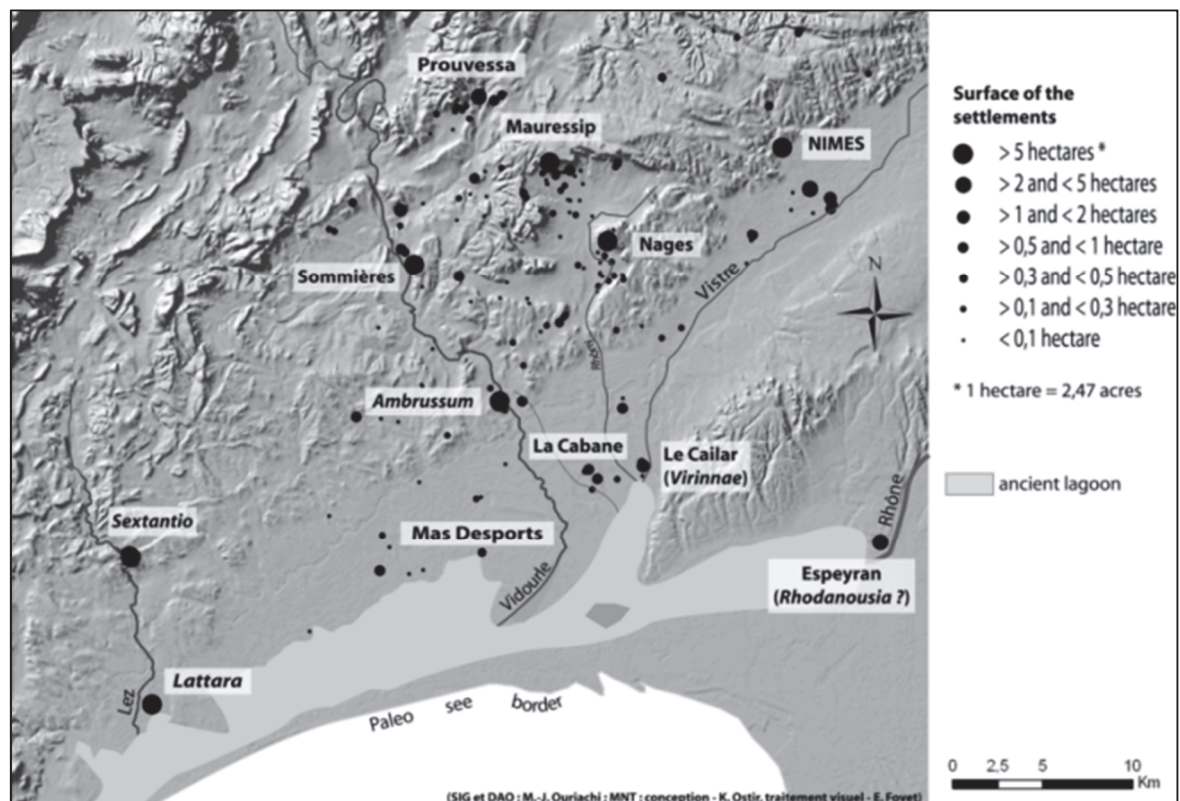 Prouvessa
Mauressip
NIMES
Nages
Sommières
Vistre
N
Rhôny
Ambrussum
La Cabane
Le Cailar
(Virinnae)
Sextantio
Mas Desports
Rhône
Vidourle
Espeyran
(Rhodanousia ?)
Lattara
Lez
Paleo see border
(SIG et DAO : M.-J. Ouriachi ; MNT : conception - K. Ostir, traitement visuel - E. Fovet)
Surface of the
settlements
> 5 hectares *
> 2 and < 5 hectares
> 1 and < 2 hectares
> 0,5 and < 1 hectare
> 0,3 and < 0,5 hectare
> 0,1 and < 0,3 hectare
< 0,1 hectare
* 1 hectare = 2,47 acres
ancient lagoon
0 2,5 5 10
Km